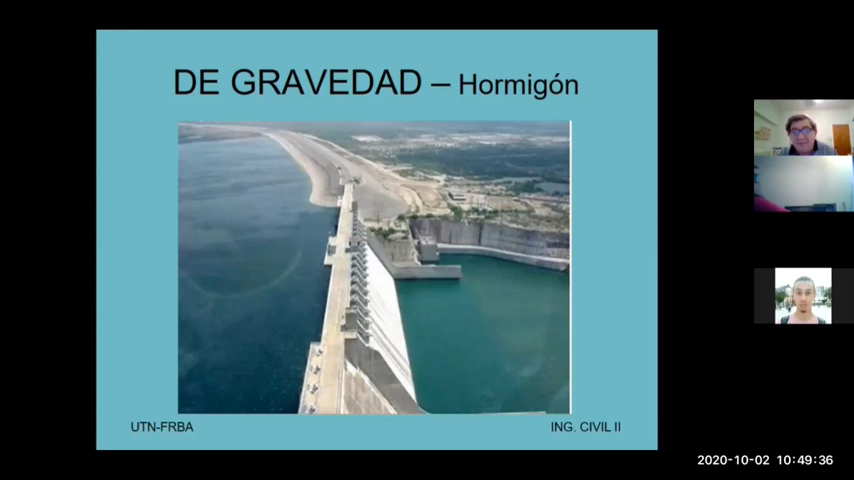 DE GRAVEDAD – Hormigón
UTN-FRBA
ING. CIVIL II
2020-10-02 10:49:36